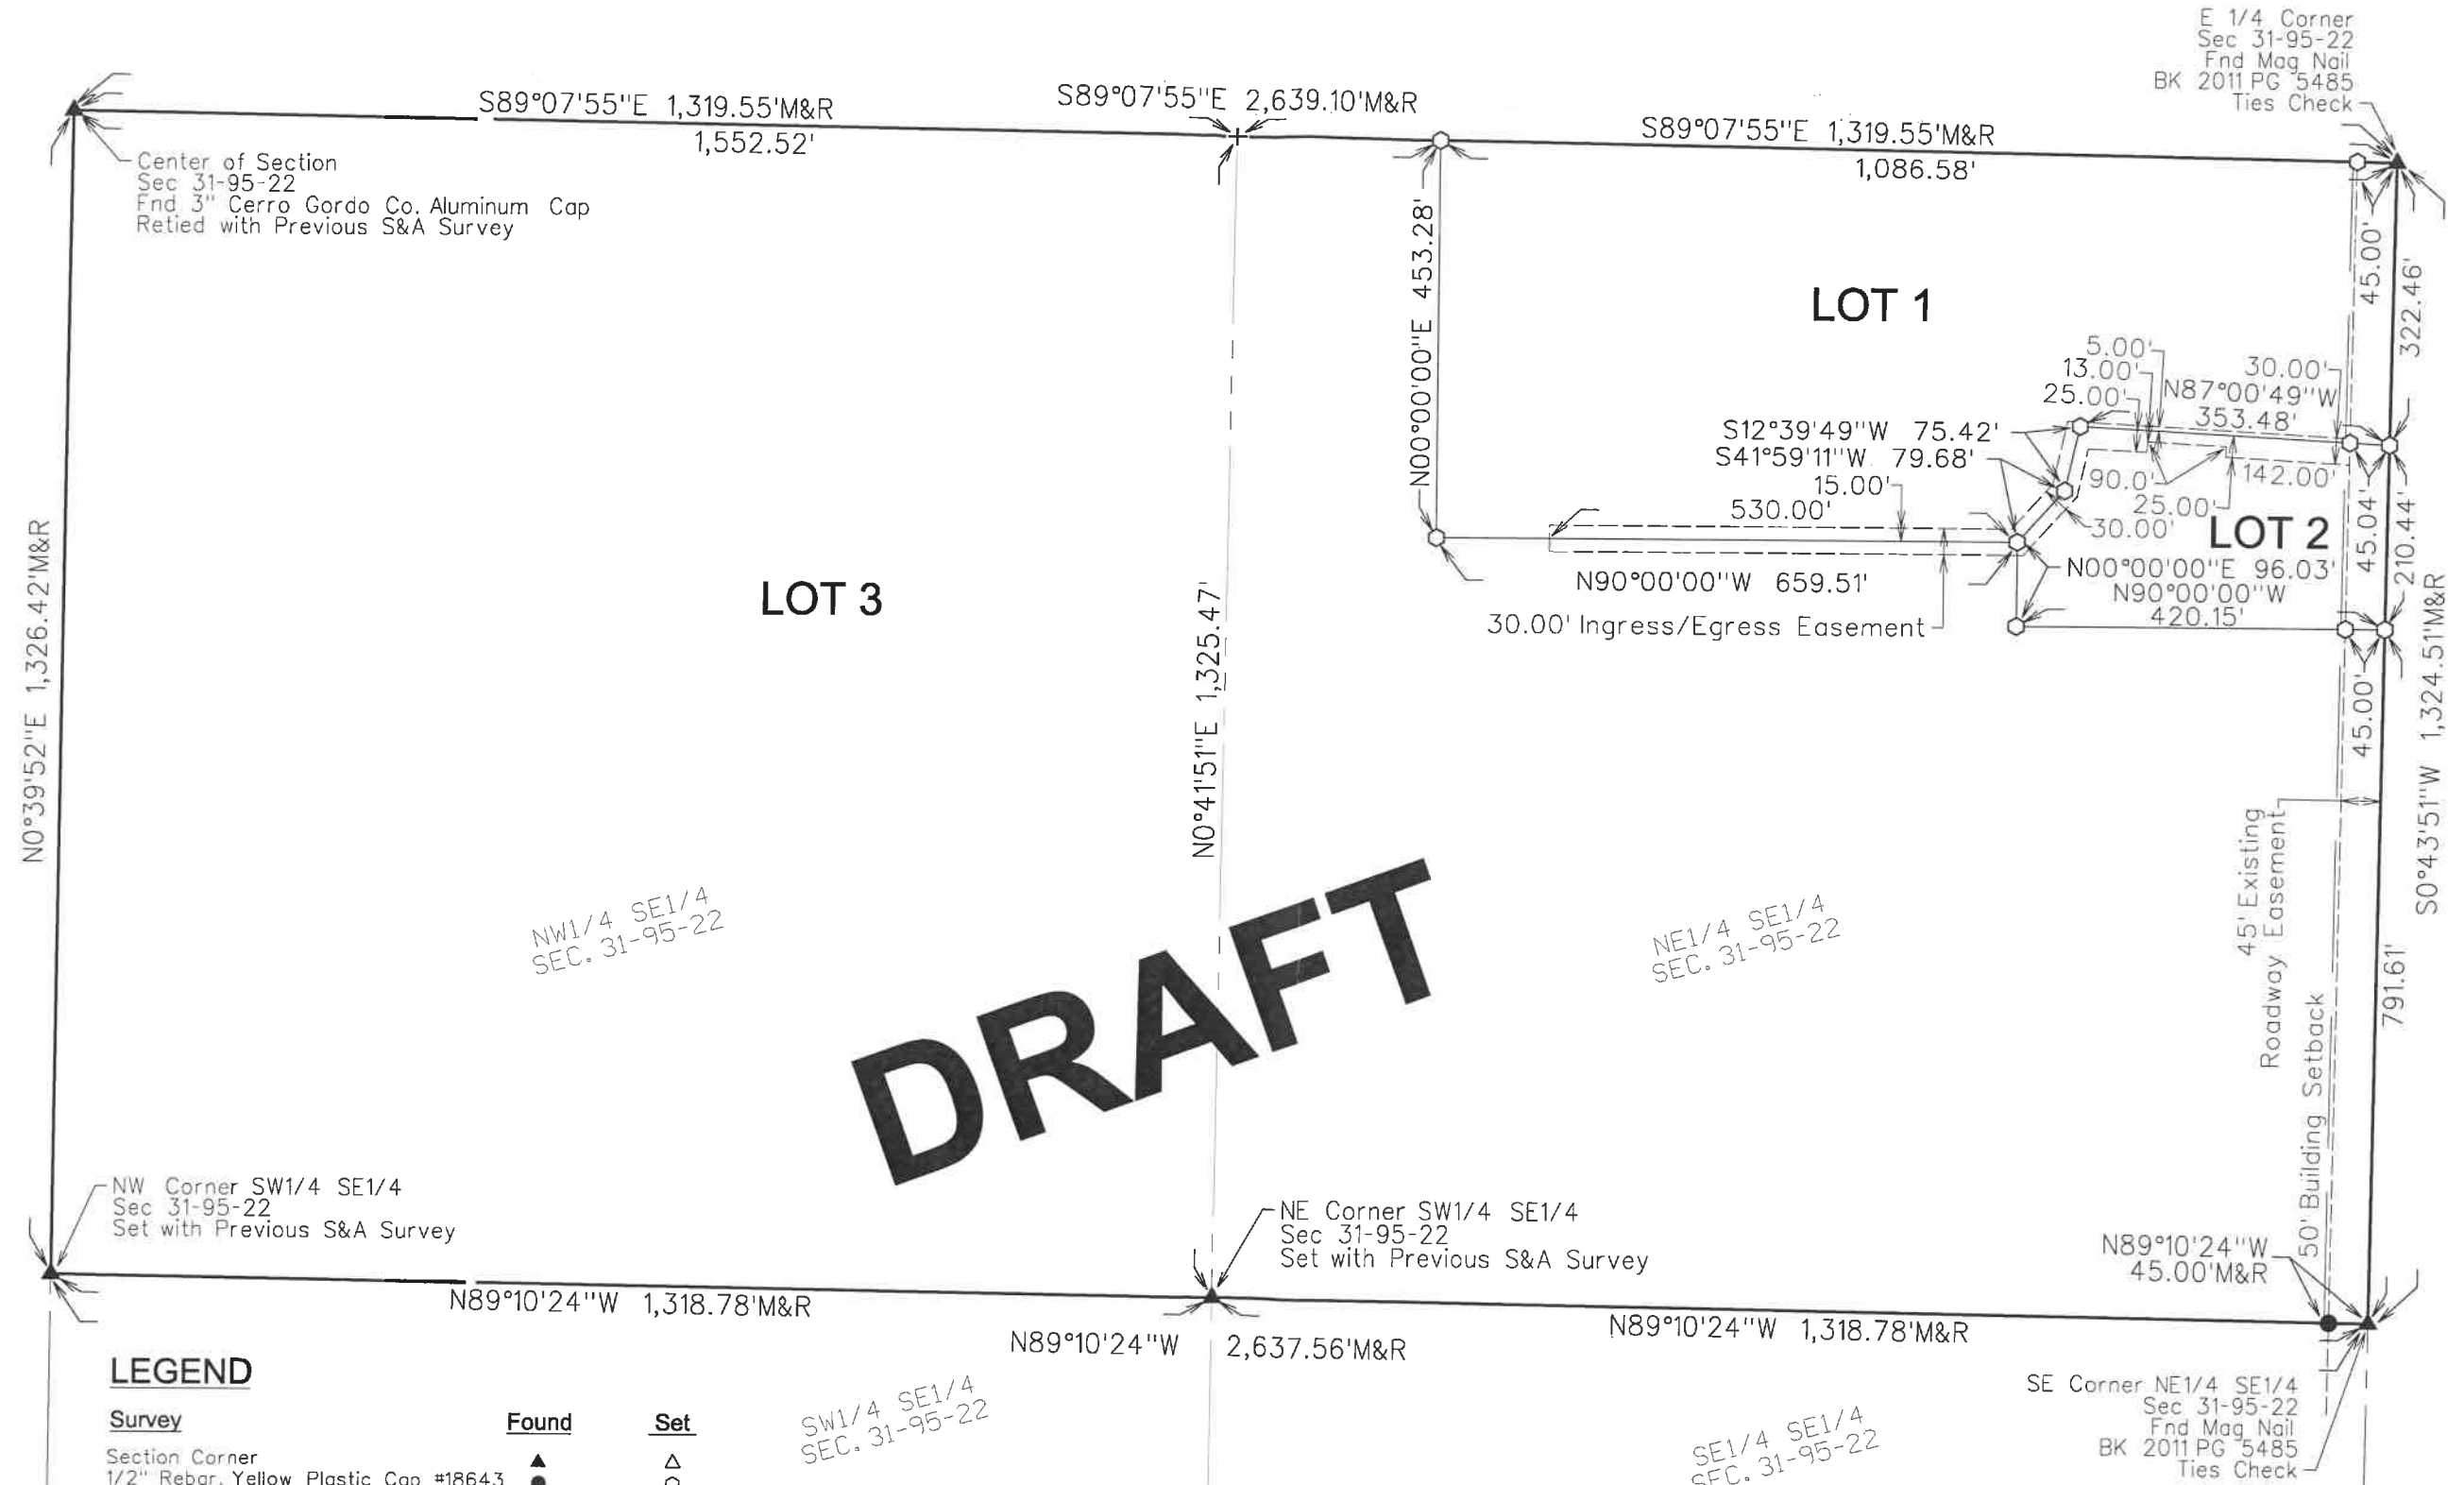 E 1/4 Corner
Sec 31-95-22
Fnd Mag Nail
BK 2011 PG 5485
Ties Check
S89°07'55"E 1,319.55'M&R
1,552.52'
S89°07'55"E 2,639.10'M&R
S89°07'55"E 1,319.55'M&R
1,086.58'
Center of Section
Sec 31-95-22
Fnd 3" Cerro Gordo Co. Aluminum Cap
Retied with Previous S&A Survey
N00°00'00"E 453.28'
LOT 1
45.00'
322.46'
5.00'
13.00'
25.00'
30.00'
N87°00'49"W
353.48'
S12°39'49"W 75.42'
S41°59'11"W 79.68'
15.00'
530.00'
90.0'
142.00'
25.00'
30.00'
LOT 2
45.04'
210.44'
N00°00'00"E 96.03'
N90°00'00"W
420.15'
N90°00'00"W 659.51'
30.00' Ingress/Egress Easement
LOT 3
N0°39'52"E 1,326.42'M&R
N0°41'51"E 1,325.47'
45.00'
S0°43'51"W 1,324.51'M&R
45' Existing
Roadway Easement
791.61'
50' Building Setback
NW1/4 SE1/4
SEC. 31-95-22
DRAFT
NE1/4 SE1/4
SEC. 31-95-22
NW Corner SW1/4 SE1/4
Sec 31-95-22
Set with Previous S&A Survey
NE Corner SW1/4 SE1/4
Sec 31-95-22
Set with Previous S&A Survey
N89°10'24"W
45.00'M&R
N89°10'24"W 1,318.78'M&R
N89°10'24"W 2,637.56'M&R
N89°10'24"W 1,318.78'M&R
SE Corner NE1/4 SE1/4
Sec 31-95-22
Fnd Mag Nail
BK 2011 PG 5485
Ties Check
SW1/4 SE1/4
SEC. 31-95-22
SE1/4 SE1/4
SEC. 31-95-22
LEGEND
Survey Found Set
Section Corner ▲ △
1/2" Rebar, Yellow Plastic Cap #18643